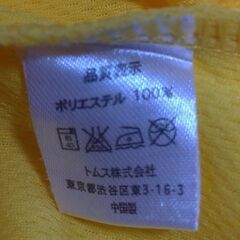 品質表示
ポリエステル 100%
トムス株式会社
東京都渋谷区東3-16-3
中国製